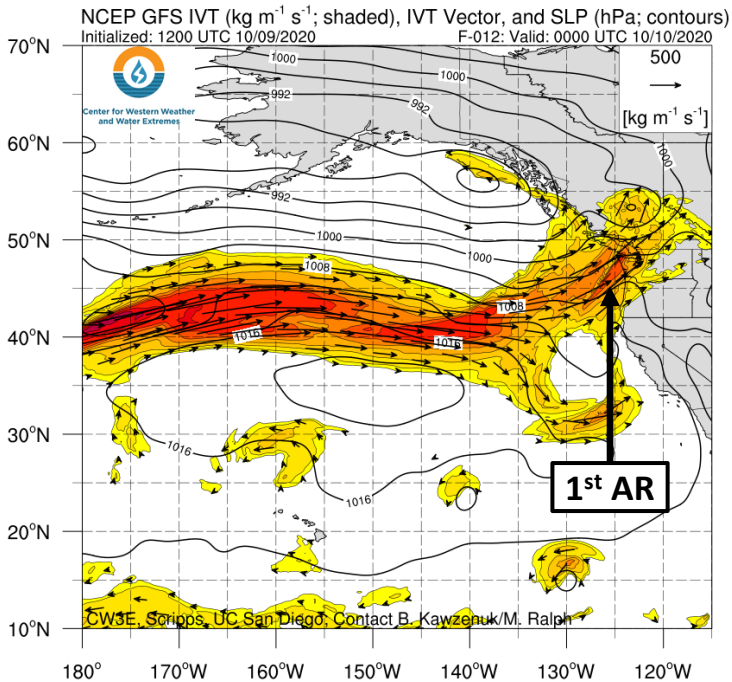 NCEP GFS IVT (kg m⁻¹ s⁻¹; shaded), IVT Vector, and SLP (hPa; contours)
Initialized: 1200 UTC 10/09/2020 F-012: Valid: 0000 UTC 10/10/2020
70°N
500
[kg m⁻¹ s⁻¹]
Center for Western Weather
and Water Extremes
1000
1000
992
992
1000
60°N
992
50°N
1000
1000
1008
1008
40°N
1016
1016
30°N
1016
1016
1st AR
20°N
10°N
CW3E, Scripps, UC San Diego; Contact B. Kawzenuk/M. Ralph
180° 170°W 160°W 150°W 140°W 130°W 120°W